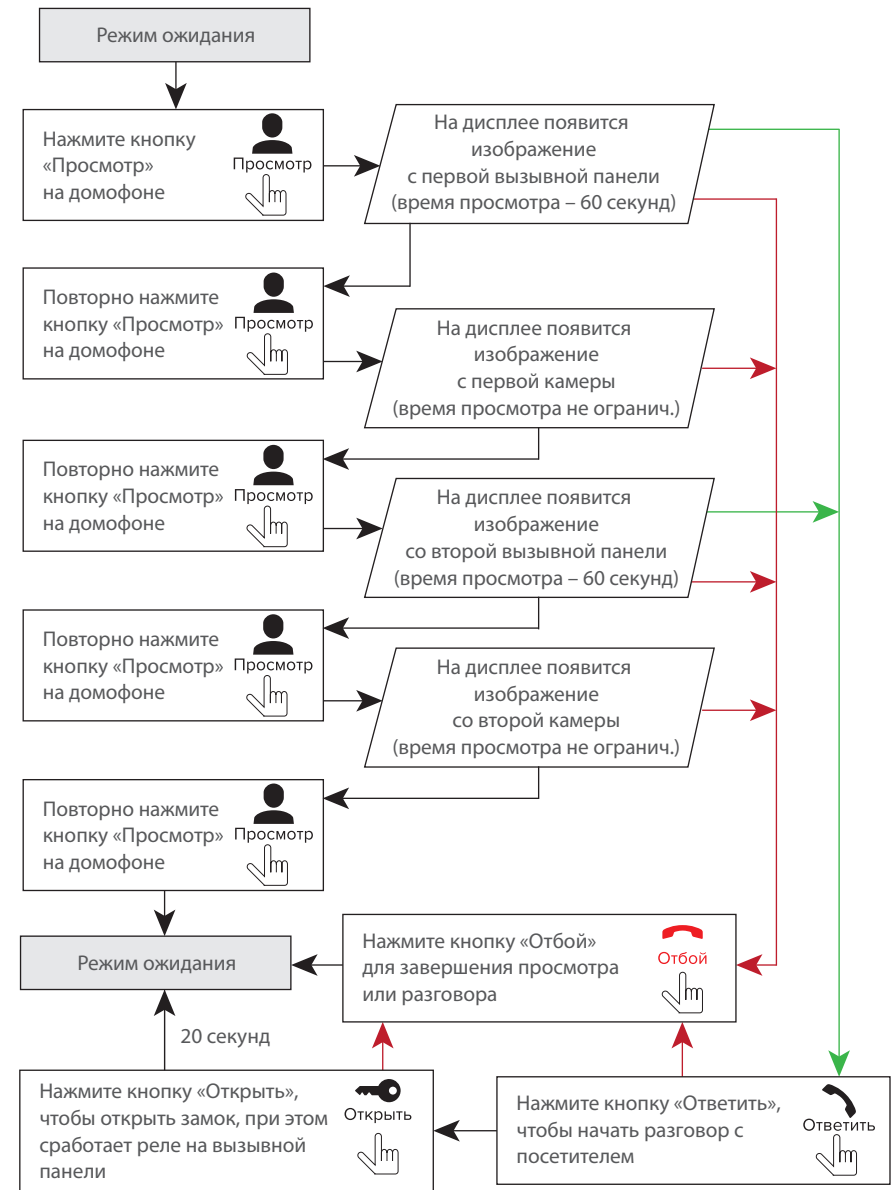 Режим ожидания
Нажмите кнопку
«Просмотр»
на домофоне
Просмотр
На дисплее появится
изображение
с первой вызывной панели
(время просмотра – 60 секунд)
Повторно нажмите
кнопку «Просмотр»
на домофоне
Просмотр
На дисплее появится
изображение
с первой камеры
(время просмотра не огранич.)
Повторно нажмите
кнопку «Просмотр»
на домофоне
Просмотр
На дисплее появится
изображение
со второй вызывной панели
(время просмотра – 60 секунд)
Повторно нажмите
кнопку «Просмотр»
на домофоне
Просмотр
На дисплее появится
изображение
со второй камеры
(время просмотра не огранич.)
Повторно нажмите
кнопку «Просмотр»
на домофоне
Просмотр
Режим ожидания
Нажмите кнопку «Отбой»
для завершения просмотра
или разговора
Отбой
20 секунд
Нажмите кнопку «Открыть»,
чтобы открыть замок, при этом
сработает реле на вызывной
панели
Открыть
Нажмите кнопку «Ответить»,
чтобы начать разговор с
посетителем
Ответить